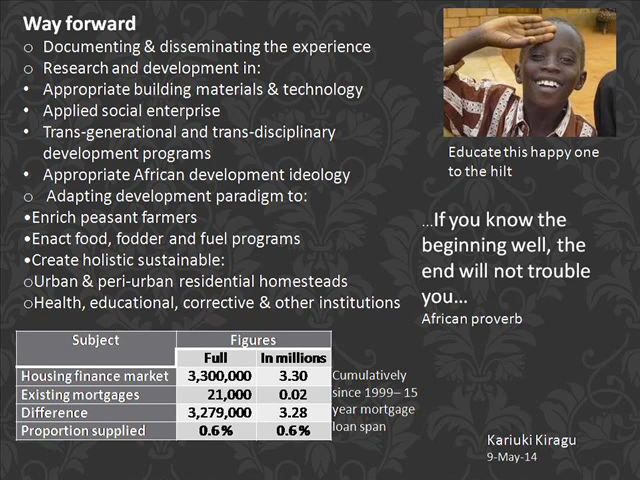 Way forward
o Documenting & disseminating the experience
o Research and development in:
• Appropriate building materials & technology
• Applied social enterprise
• Trans-generational and trans-disciplinary
development programs
• Appropriate African development ideology
o Adapting development paradigm to:
•Enrich peasant farmers
•Enact food, fodder and fuel programs
•Create holistic sustainable:
oUrban & peri-urban residential homesteads
oHealth, educational, corrective & other institutions
Educate this happy one
to the hilt
...If you know the
beginning well, the
end will not trouble
you...
African proverb
Subject Figures
Full In millions
Housing finance market 3,300,000 3.30
Existing mortgages 21,000 0.02
Difference 3,279,000 3.28
Proportion supplied 0.6% 0.6%
Cumulatively
since 1999– 15
year mortgage
loan span
Kariuki Kiragu
9-May-14